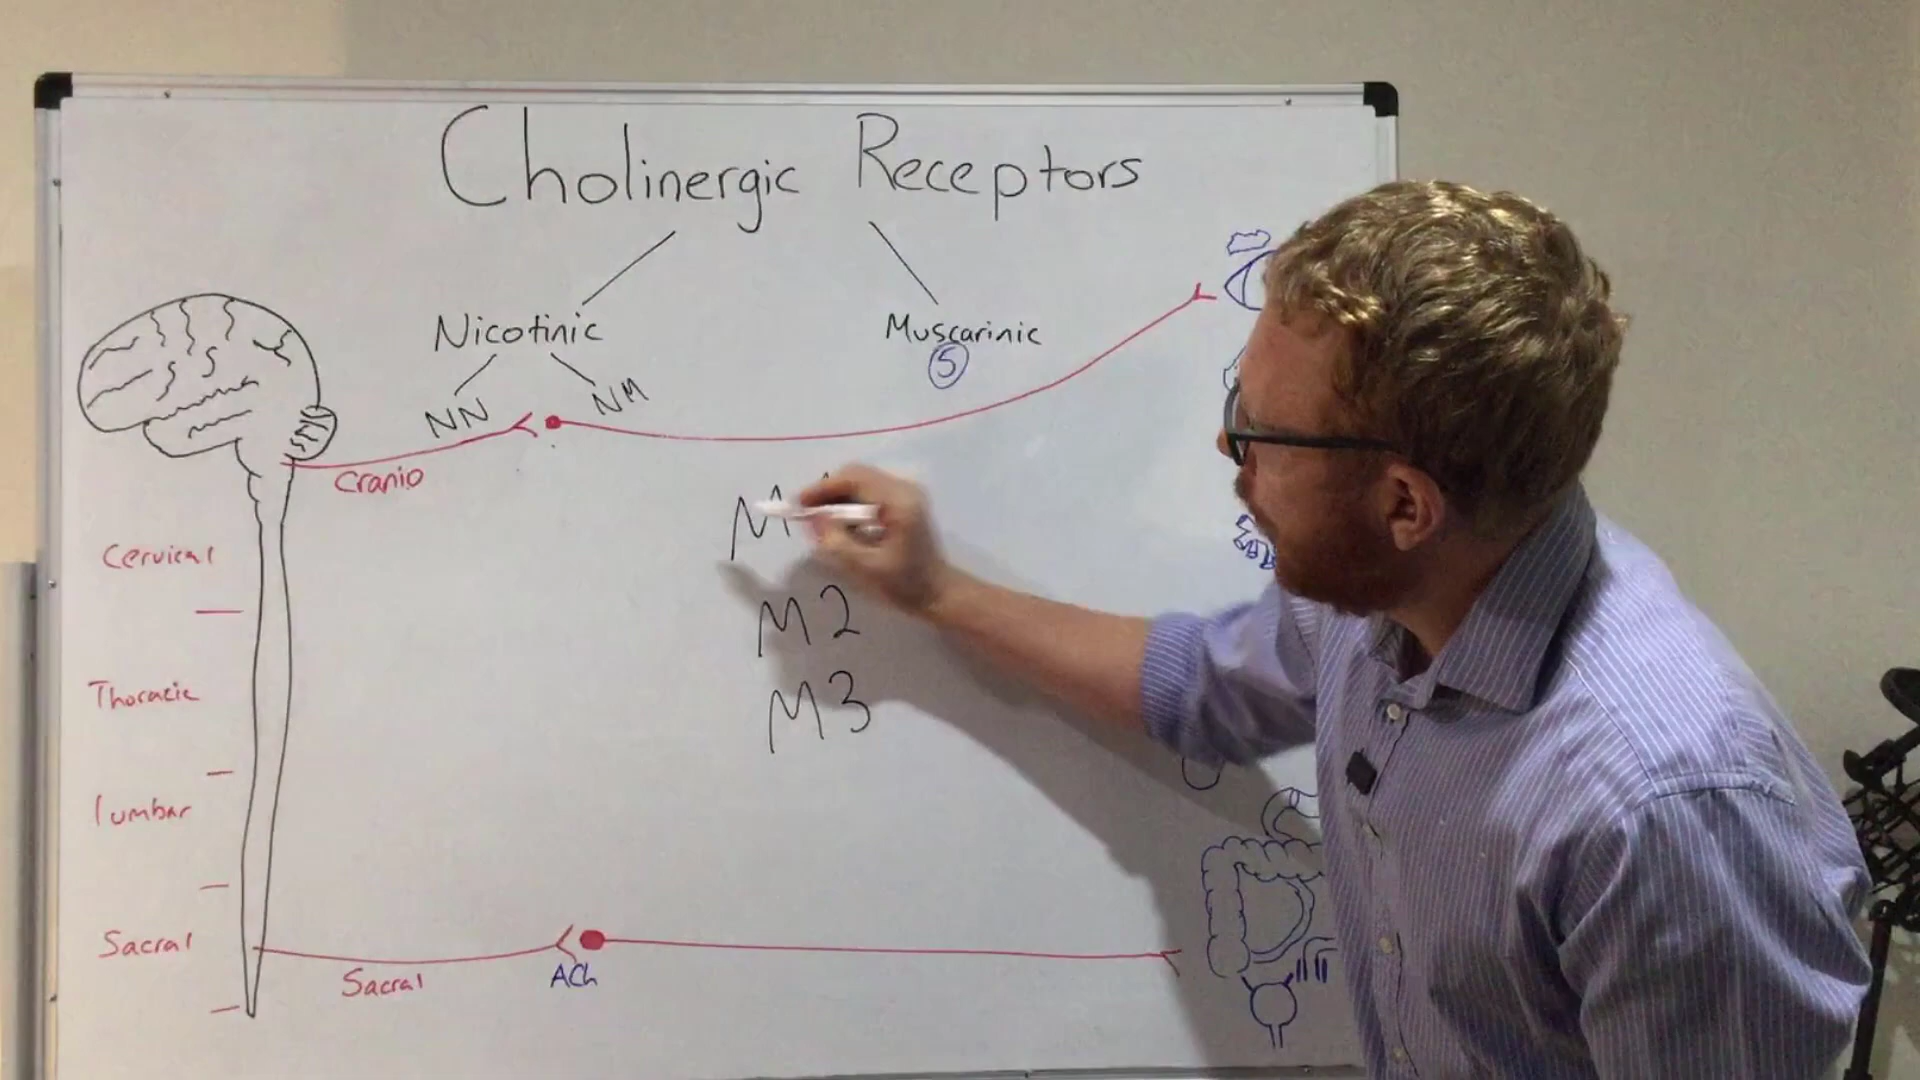 Cholinergic Receptors
Nicotinic
Muscarinic
5
NN
NM
Cranio
Cervical
Thoracic
lumbar
Sacral
M
M2
M3
Sacral
ACh